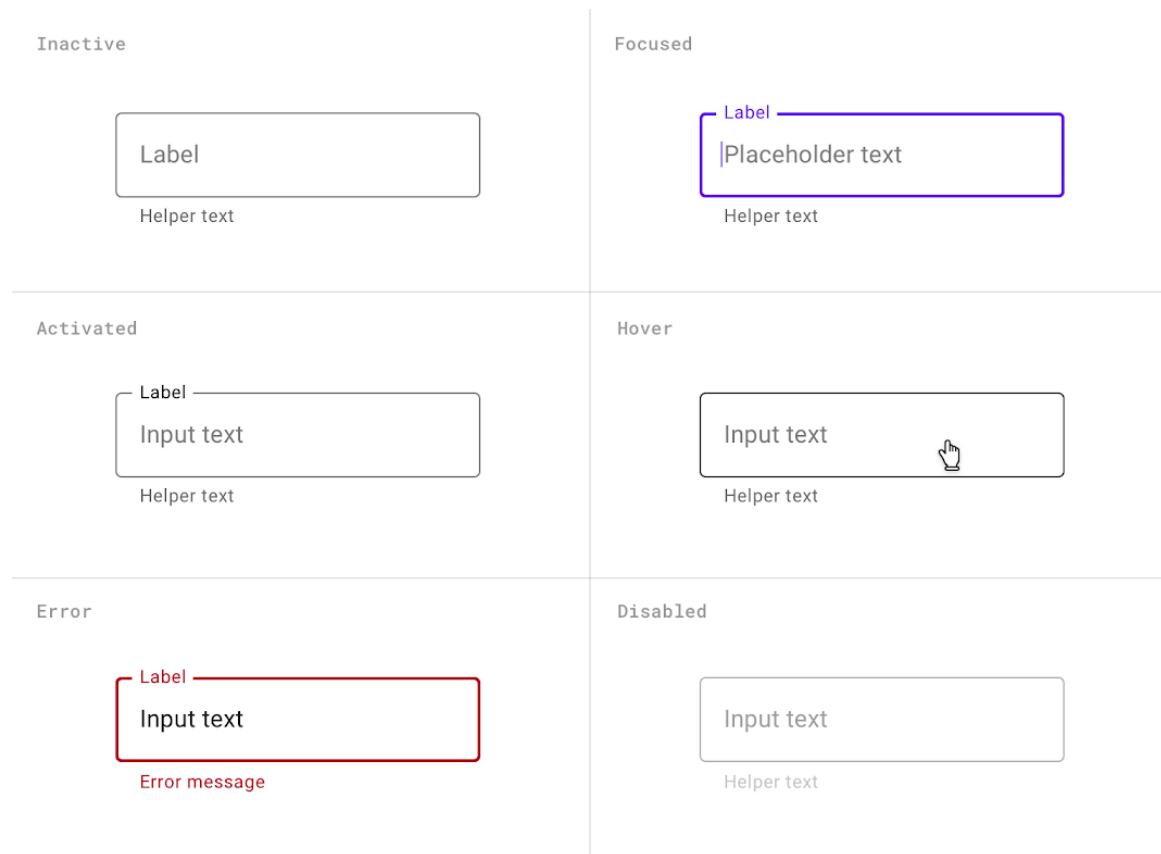 Inactive
Label
Helper text
Focused
Label
Placeholder text
Helper text
Activated
Label
Input text
Helper text
Hover
Input text
Helper text
Error
Label
Input text
Error message
Disabled
Input text
Helper text